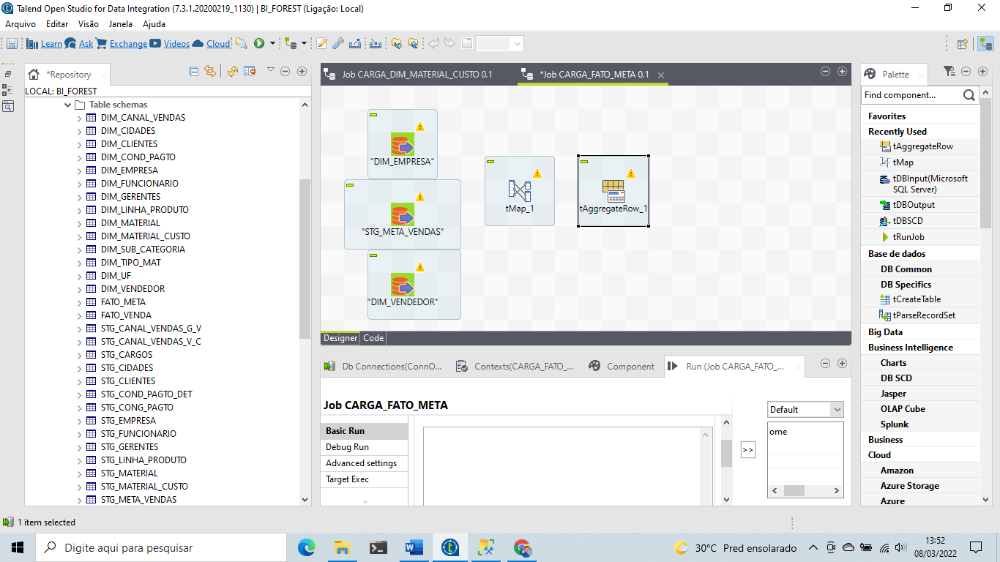 Talend Open Studio for Data Integration (7.3.1.20200219_1130) | BI_FOREST (Ligação: Local)
Arquivo Editar Visão Janela Ajuda
Learn Ask Exchange Videos Cloud
*Repository
LOCAL: BI_FOREST
Table schemas
DIM_CANAL_VENDAS
DIM_CIDADES
DIM_CLIENTES
DIM_COND_PAGTO
DIM_EMPRESA
DIM_FUNCIONARIO
DIM_GERENTES
DIM_LINHA_PRODUTO
DIM_MATERIAL
DIM_MATERIAL_CUSTO
DIM_SUB_CATEGORIA
DIM_TIPO_MAT
DIM_UF
DIM_VENDEDOR
FATO_META
FATO_VENDA
STG_CANAL_VENDAS_G_V
STG_CANAL_VENDAS_V_C
STG_CARGOS
STG_CIDADES
STG_CLIENTES
STG_COND_PAGTO_DET
STG_CONG_PAGTO
STG_EMPRESA
STG_FUNCIONARIO
STG_GERENTES
STG_LINHA_PRODUTO
STG_MATERIAL
STG_MATERIAL_CUSTO
STG_META_VENDAS
Job CARGA_DIM_MATERIAL_CUSTO 0.1
*Job CARGA_FATO_META 0.1
"DIM_EMPRESA"
"STG_META_VENDAS"
"DIM_VENDEDOR"
tMap_1
tAggregateRow_1
Designer Code
Db Connections(ConnO...
Contexts(CARGA_FATO_...
Component
Run (Job CARGA_FATO_...
Job CARGA_FATO_META
Basic Run
Debug Run
Advanced settings
Target Exec
>>
Default
ome
Palette
Find component...
Favorites
Recently Used
tAggregateRow
tMap
tDBInput(Microsoft
SQL Server)
tDBOutput
tDBSCD
tRunJob
Base de dados
DB Common
DB Specifics
tCreateTable
tParseRecordSet
Big Data
Business Intelligence
Charts
DB SCD
Jasper
OLAP Cube
Splunk
Business
Cloud
Amazon
Azure Storage
Azure
1 item selected
Digite aqui para pesquisar
30°C Pred ensolarado
13:52
08/03/2022